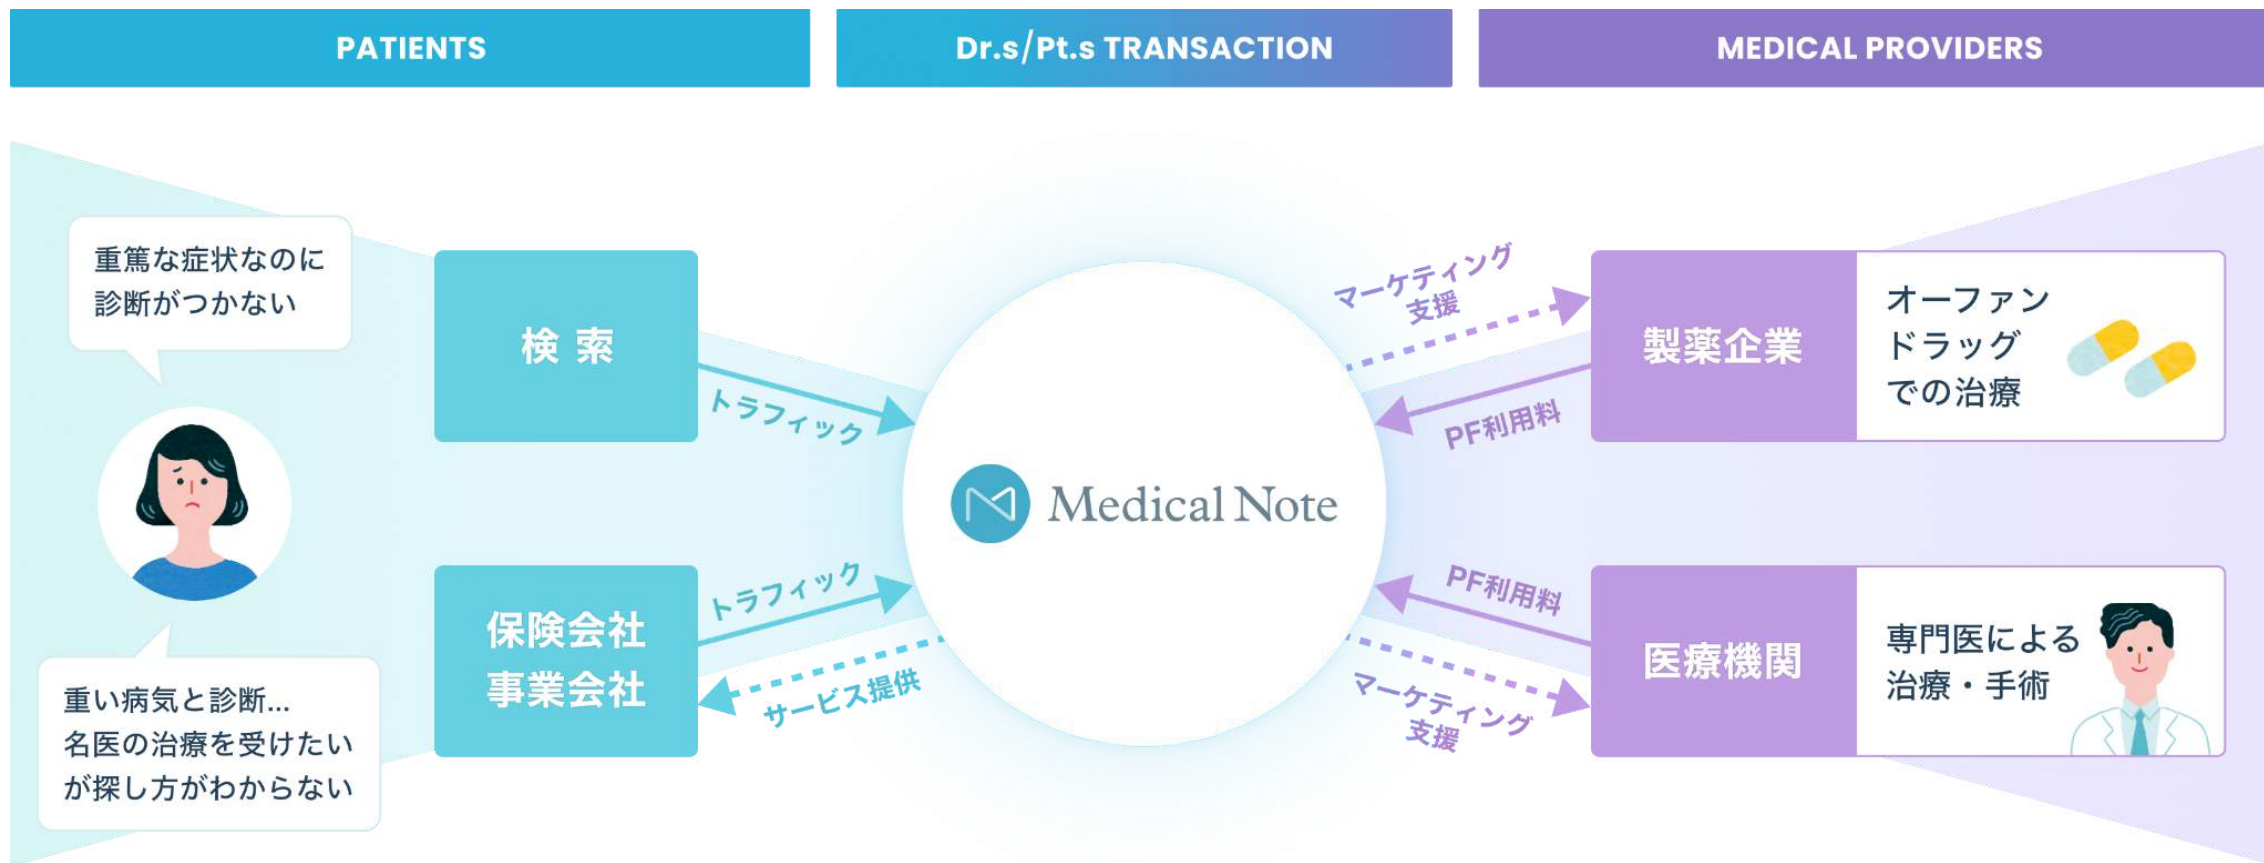 PATIENTS
Dr.s/Pt.s TRANSACTION
MEDICAL PROVIDERS
重篤な症状なのに
診断がつかない
重い病気と診断...
名医の治療を受けたい
が探し方がわからない
検 索
トラフィック
保険会社
事業会社
トラフィック
サービス提供
Medical Note
マーケティング
支援
PF利用料
製薬企業
オーファン
ドラッグ
での治療
PF利用料
マーケティング
支援
医療機関
専門医による
治療・手術